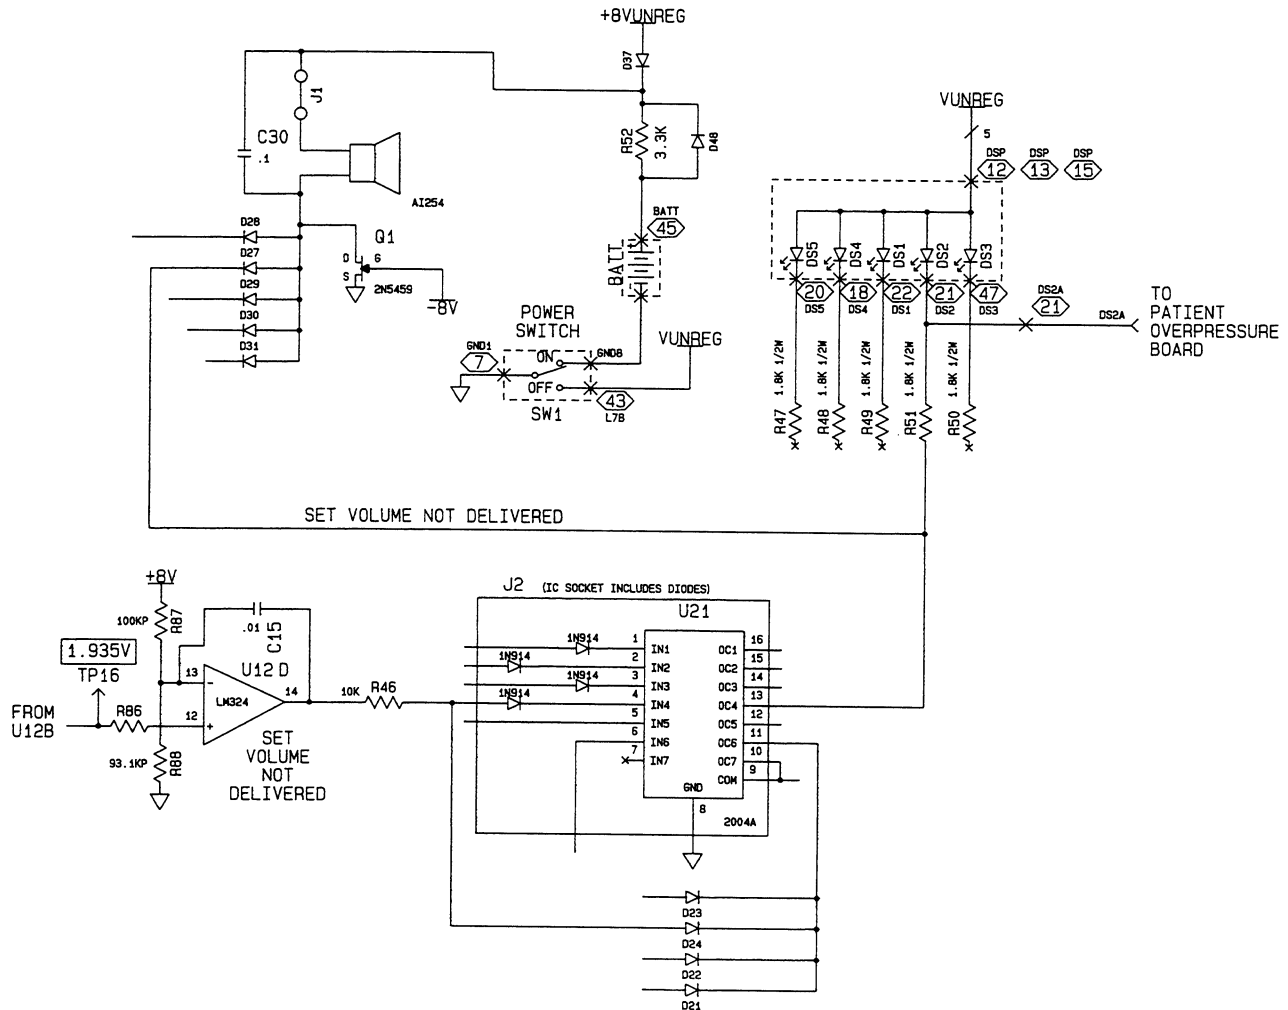 +8VUNREG
D37
J1
C30
.1
AI254
R52
3.3K
D48
BATT
45
BATT
+
VUNREG
5
DSP
12
DSP
13
DSP
15
DS5
DS4
DS1
DS2
DS3
20
DS5
18
DS4
22
DS1
21
DS2
47
DS3
DS2A
21
DS2A
TO
PATIENT
OVERPRESSURE
BOARD
D28
D27
D29
D30
D31
Q1
D
G
S
2N5459
-8V
POWER
SWITCH
GND1
7
ON
OFF
GND8
43
L7B
SW1
VUNREG
R47
1.8K 1/2W
R48
1.8K 1/2W
R49
1.8K 1/2W
R51
1.8K 1/2W
R50
1.8K 1/2W
SET VOLUME NOT DELIVERED
+8V
100KP
R87
.01
C15
1.935V
TP16
FROM
U12B
R86
13
12
-
+
U12 D
LM324
14
93.1KP
R88
SET
VOLUME
NOT
DELIVERED
10K
R46
J2 (IC SOCKET INCLUDES DIODES)
U21
1N914
1N914
1N914
1N914
1
2
3
4
5
6
7
IN1
IN2
IN3
IN4
IN5
IN6
IN7
OC1
OC2
OC3
OC4
OC5
OC6
OC7
COM
16
15
14
13
12
11
10
9
GND
8
2004A
D23
D24
D22
D21